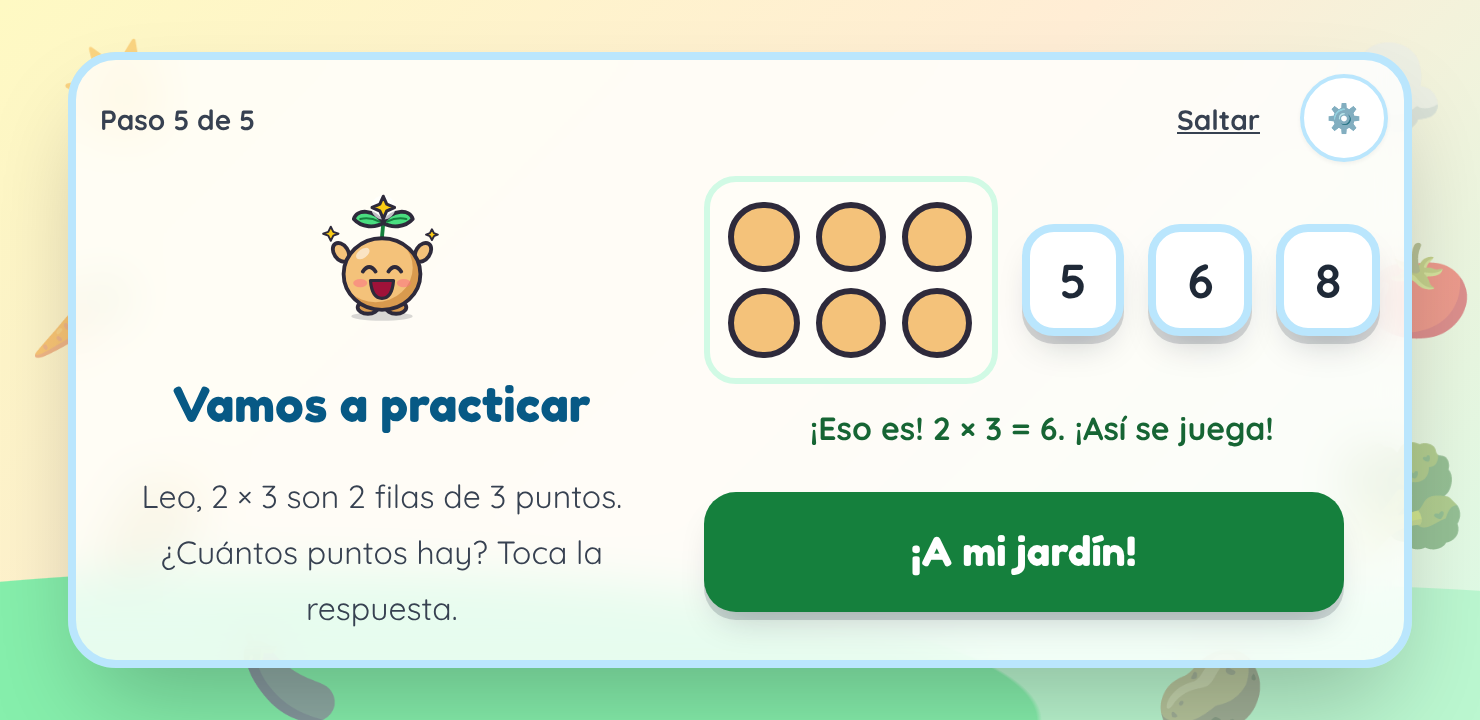 Paso 5 de 5
Saltar
Vamos a practicar
Leo, 2 × 3 son 2 filas de 3 puntos.
¿Cuántos puntos hay? Toca la
respuesta.
5
6
8
¡Eso es! 2 × 3 = 6. ¡Así se juega!
¡A mi jardín!